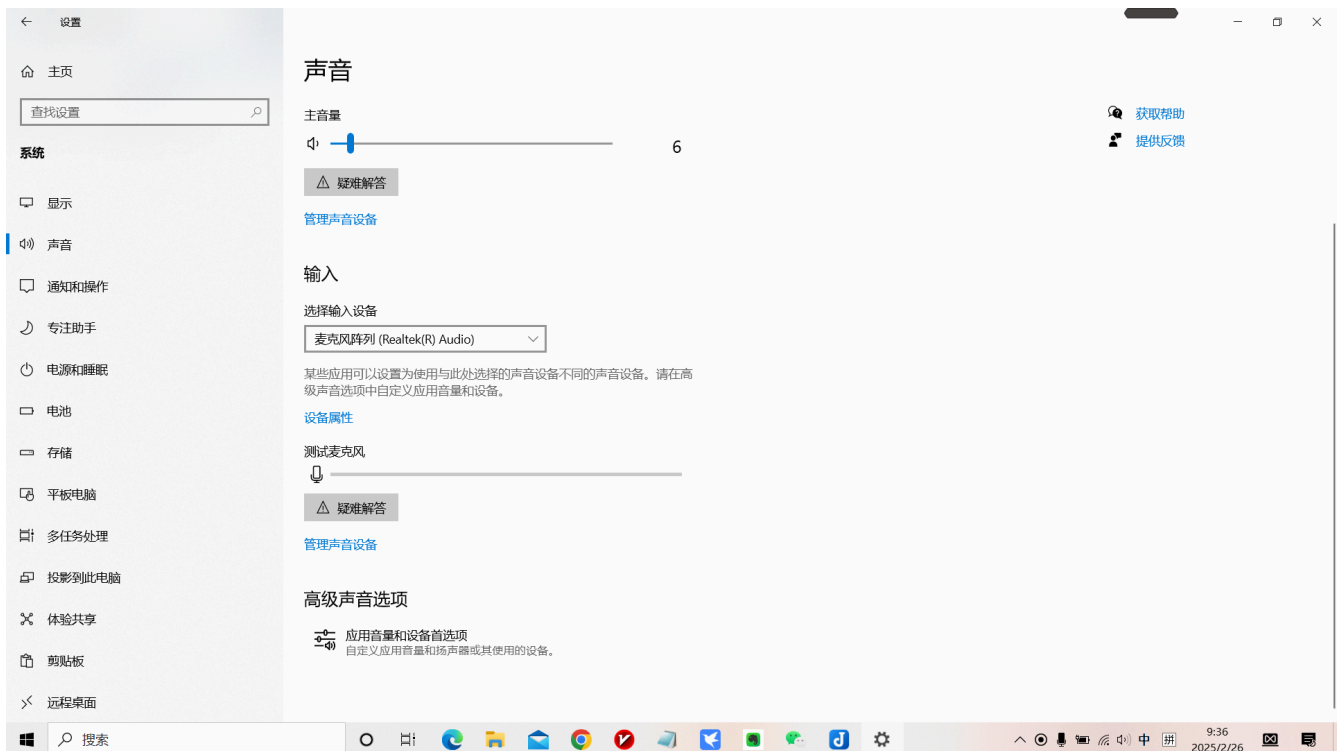 设置
主页
查找设置
系统
显示
声音
通知和操作
专注助手
电源和睡眠
电池
存储
平板电脑
多任务处理
投影到此电脑
体验共享
剪贴板
远程桌面
声音
主音量
6
疑难解答
管理声音设备
输入
选择输入设备
麦克风阵列 (Realtek(R) Audio)
某些应用可以设置为使用与此处选择的声音设备不同的声音设备。请在高
级声音选项中自定义应用音量和设备。
设备属性
测试麦克风
疑难解答
管理声音设备
高级声音选项
应用音量和设备首选项
自定义应用音量和扬声器或其使用的设备。
获取帮助
提供反馈
搜索
中
拼
9:36
2025/2/26